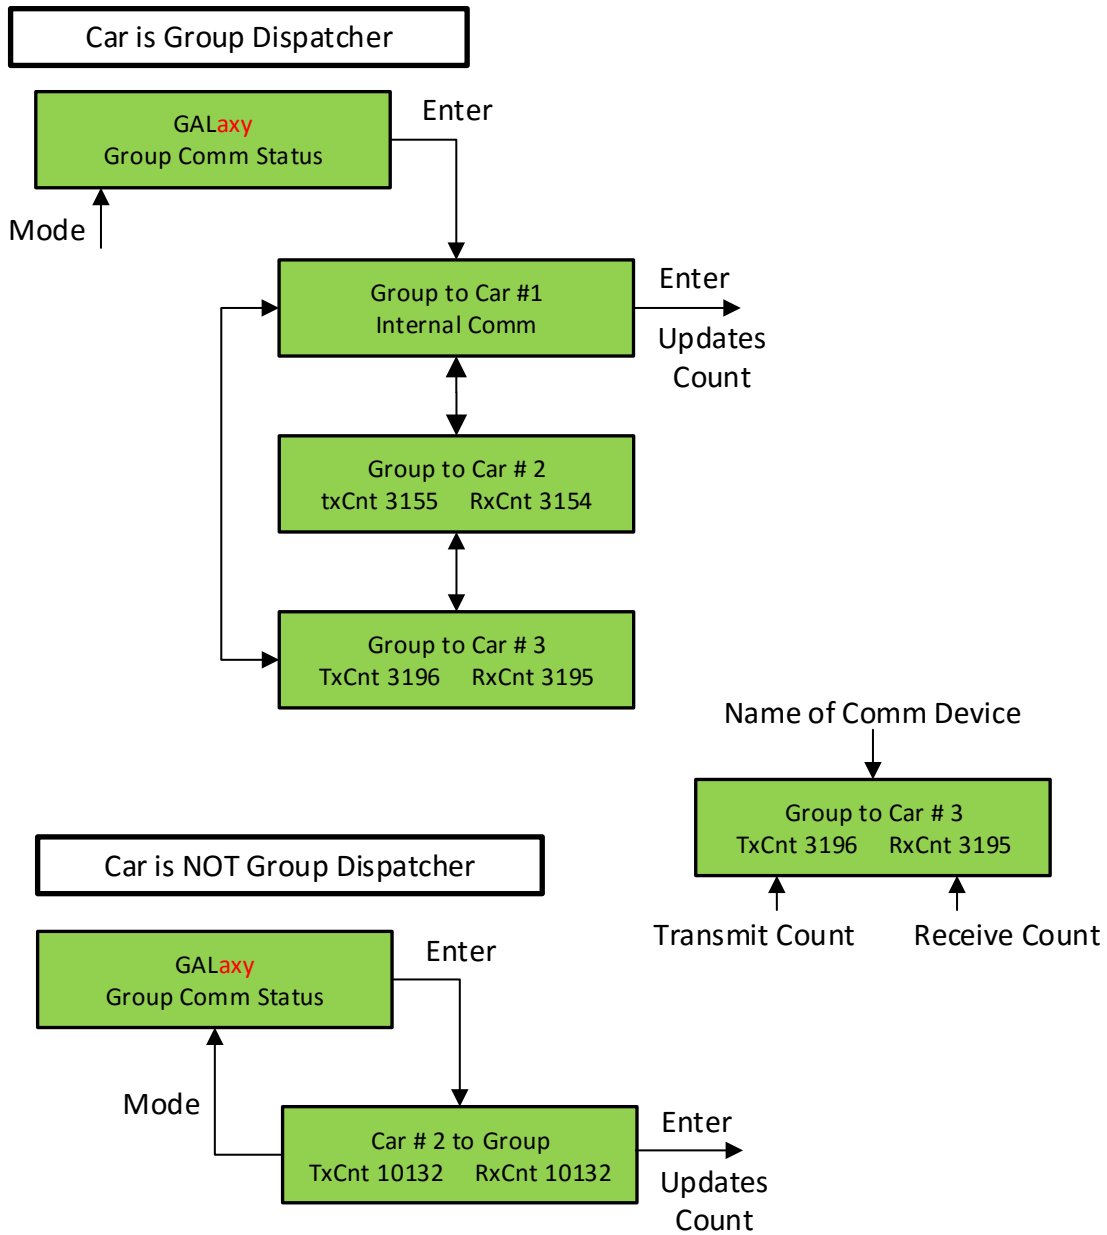 Car is Group Dispatcher
GALaxy
Group Comm Status
Enter
Mode
Group to Car #1
Internal Comm
Enter
Updates
Count
Group to Car # 2
txCnt 3155 RxCnt 3154
Group to Car # 3
TxCnt 3196 RxCnt 3195
Name of Comm Device
Group to Car # 3
TxCnt 3196 RxCnt 3195
Transmit Count Receive Count
Car is NOT Group Dispatcher
GALaxy
Group Comm Status
Enter
Mode
Car # 2 to Group
TxCnt 10132 RxCnt 10132
Enter
Updates
Count